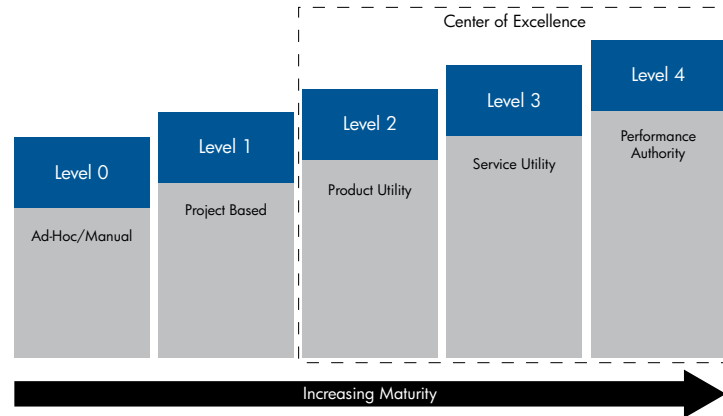 Center of Excellence
Level 0
Ad-Hoc/Manual
Level 1
Project Based
Level 2
Product Utility
Level 3
Service Utility
Level 4
Performance
Authority
Increasing Maturity